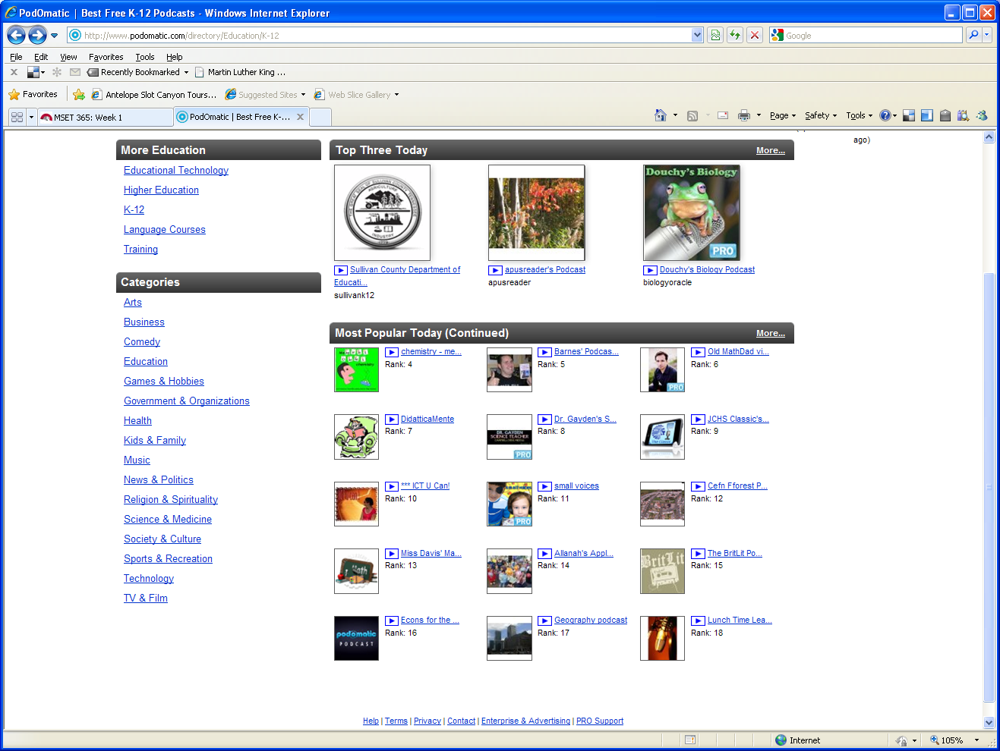 PodOmatic | Best Free K-12 Podcasts - Windows Internet Explorer
http://www.podomatic.com/directory/Education/K-12
Google
File Edit View Favorites Tools Help
Recently Bookmarked Martin Luther King ...
Favorites Antelope Slot Canyon Tours... Suggested Sites Web Slice Gallery
MSET 365: Week 1 PodOmatic | Best Free K-... Page Safety Tools
ago)
More Education
Educational Technology
Higher Education
K-12
Language Courses
Training
Categories
Arts
Business
Comedy
Education
Games & Hobbies
Government & Organizations
Health
Kids & Family
Music
News & Politics
Religion & Spirituality
Science & Medicine
Society & Culture
Sports & Recreation
Technology
TV & Film
Top Three Today More...
AGRICULTURE
INDUSTRY
Douchy's Biology
PRO
Sullivan County Department of
Educati...
sullivank12
apusreader's Podcast
apusreader
Douchy's Biology Podcast
biologyoracle
Most Popular Today (Continued) More...
chemistry - me...
Rank: 4
Barnes' Podcas...
Rank: 5
PRO
Old MathDad vi...
Rank: 6
DidatticaMente
Rank: 7
DR. GAYDEN
SCIENCE TEACHER
PRO
Dr. Gayden's S...
Rank: 8
JCHS Classic's...
Rank: 9
*** ICT U Can!
Rank: 10
PRO
small voices
Rank: 11
Cefn Fforest P...
Rank: 12
Math
Miss Davis' Ma...
Rank: 13
Allanah's Appl...
Rank: 14
BritLit
The BritLit Po...
Rank: 15
podomatic
PODCAST
Econs for the ...
Rank: 16
Geography podcast
Rank: 17
Lunch Time Lea...
Rank: 18
Help | Terms | Privacy | Contact | Enterprise & Advertising | PRO Support
Internet 105%